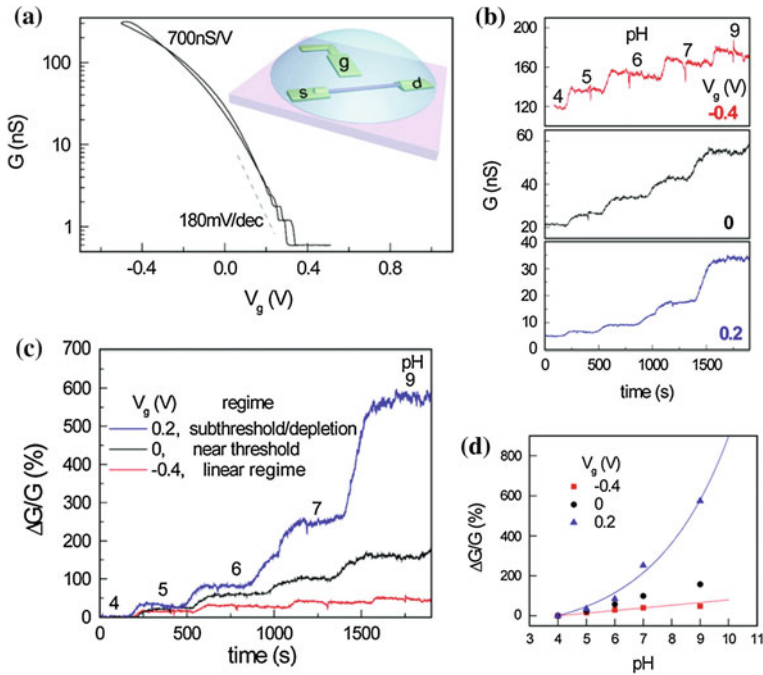 (a)
G (nS)
100
10
1
700nS/V
180mV/dec
g
s
d
-0.4
0.0
0.4
0.8
Vg (V)
(b)
G (nS)
200
160
120
pH
4
5
6
7
9
Vg (V)
-0.4
60
40
20
0
40
30
20
10
0
0.2
0
500
1000
1500
time (s)
(c)
ΔG/G (%)
700
600
500
400
300
200
100
0
pH
9
Vg (V) regime
0.2, subthreshold/depletion
0, near threshold
-0.4, linear regime
4
5
6
7
0
500
1000
1500
time (s)
(d)
ΔG/G (%)
800
600
400
200
0
Vg (V)
-0.4
0
0.2
3
4
5
6
7
8
9
10
11
pH